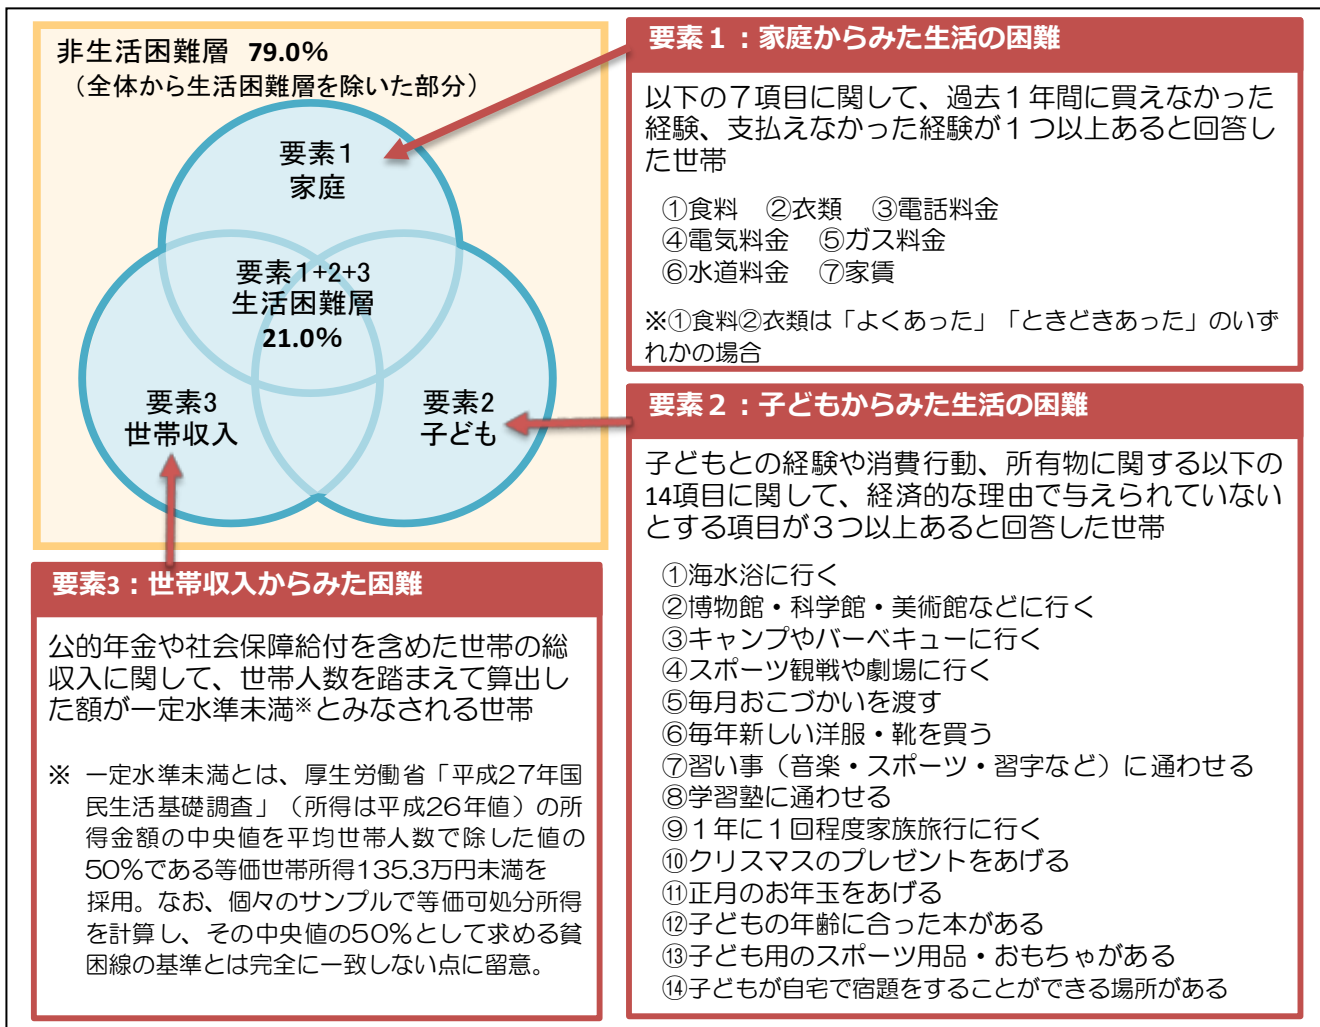 非生活困難層 79.0%
（全体から生活困難層を除いた部分）
要素1
家庭
要素1+2+3
生活困難層
21.0%
要素3
世帯収入
要素2
子ども
要素１：家庭からみた生活の困難
以下の７項目に関して、過去１年間に買えなかった
経験、支払えなかった経験が１つ以上あると回答し
た世帯
①食料　②衣類　③電話料金
④電気料金　⑤ガス料金
⑥水道料金　⑦家賃
※①食料②衣類は「よくあった」「ときどきあった」のいず
れかの場合
要素２：子どもからみた生活の困難
子どもとの経験や消費行動、所有物に関する以下の
14項目に関して、経済的な理由で与えられていない
とする項目が３つ以上あると回答した世帯
①海水浴に行く
②博物館・科学館・美術館などに行く
③キャンプやバーベキューに行く
④スポーツ観戦や劇場に行く
⑤毎月おこづかいを渡す
⑥毎年新しい洋服・靴を買う
⑦習い事（音楽・スポーツ・習字など）に通わせる
⑧学習塾に通わせる
⑨１年に１回程度家族旅行に行く
⑩クリスマスのプレゼントをあげる
⑪正月のお年玉をあげる
⑫子どもの年齢に合った本がある
⑬子ども用のスポーツ用品・おもちゃがある
⑭子どもが自宅で宿題をすることができる場所がある
要素3：世帯収入からみた困難
公的年金や社会保障給付を含めた世帯の総
収入に関して、世帯人数を踏まえて算出し
た額が一定水準未満※とみなされる世帯
※ 一定水準未満とは、厚生労働省「平成27年国
民生活基礎調査」（所得は平成26年値）の所
得金額の中央値を平均世帯人数で除した値の
50％である等価世帯所得135.3万円未満を
採用。なお、個々のサンプルで等価可処分所得
を計算し、その中央値の50％として求める貧
困線の基準とは完全に一致しない点に留意。